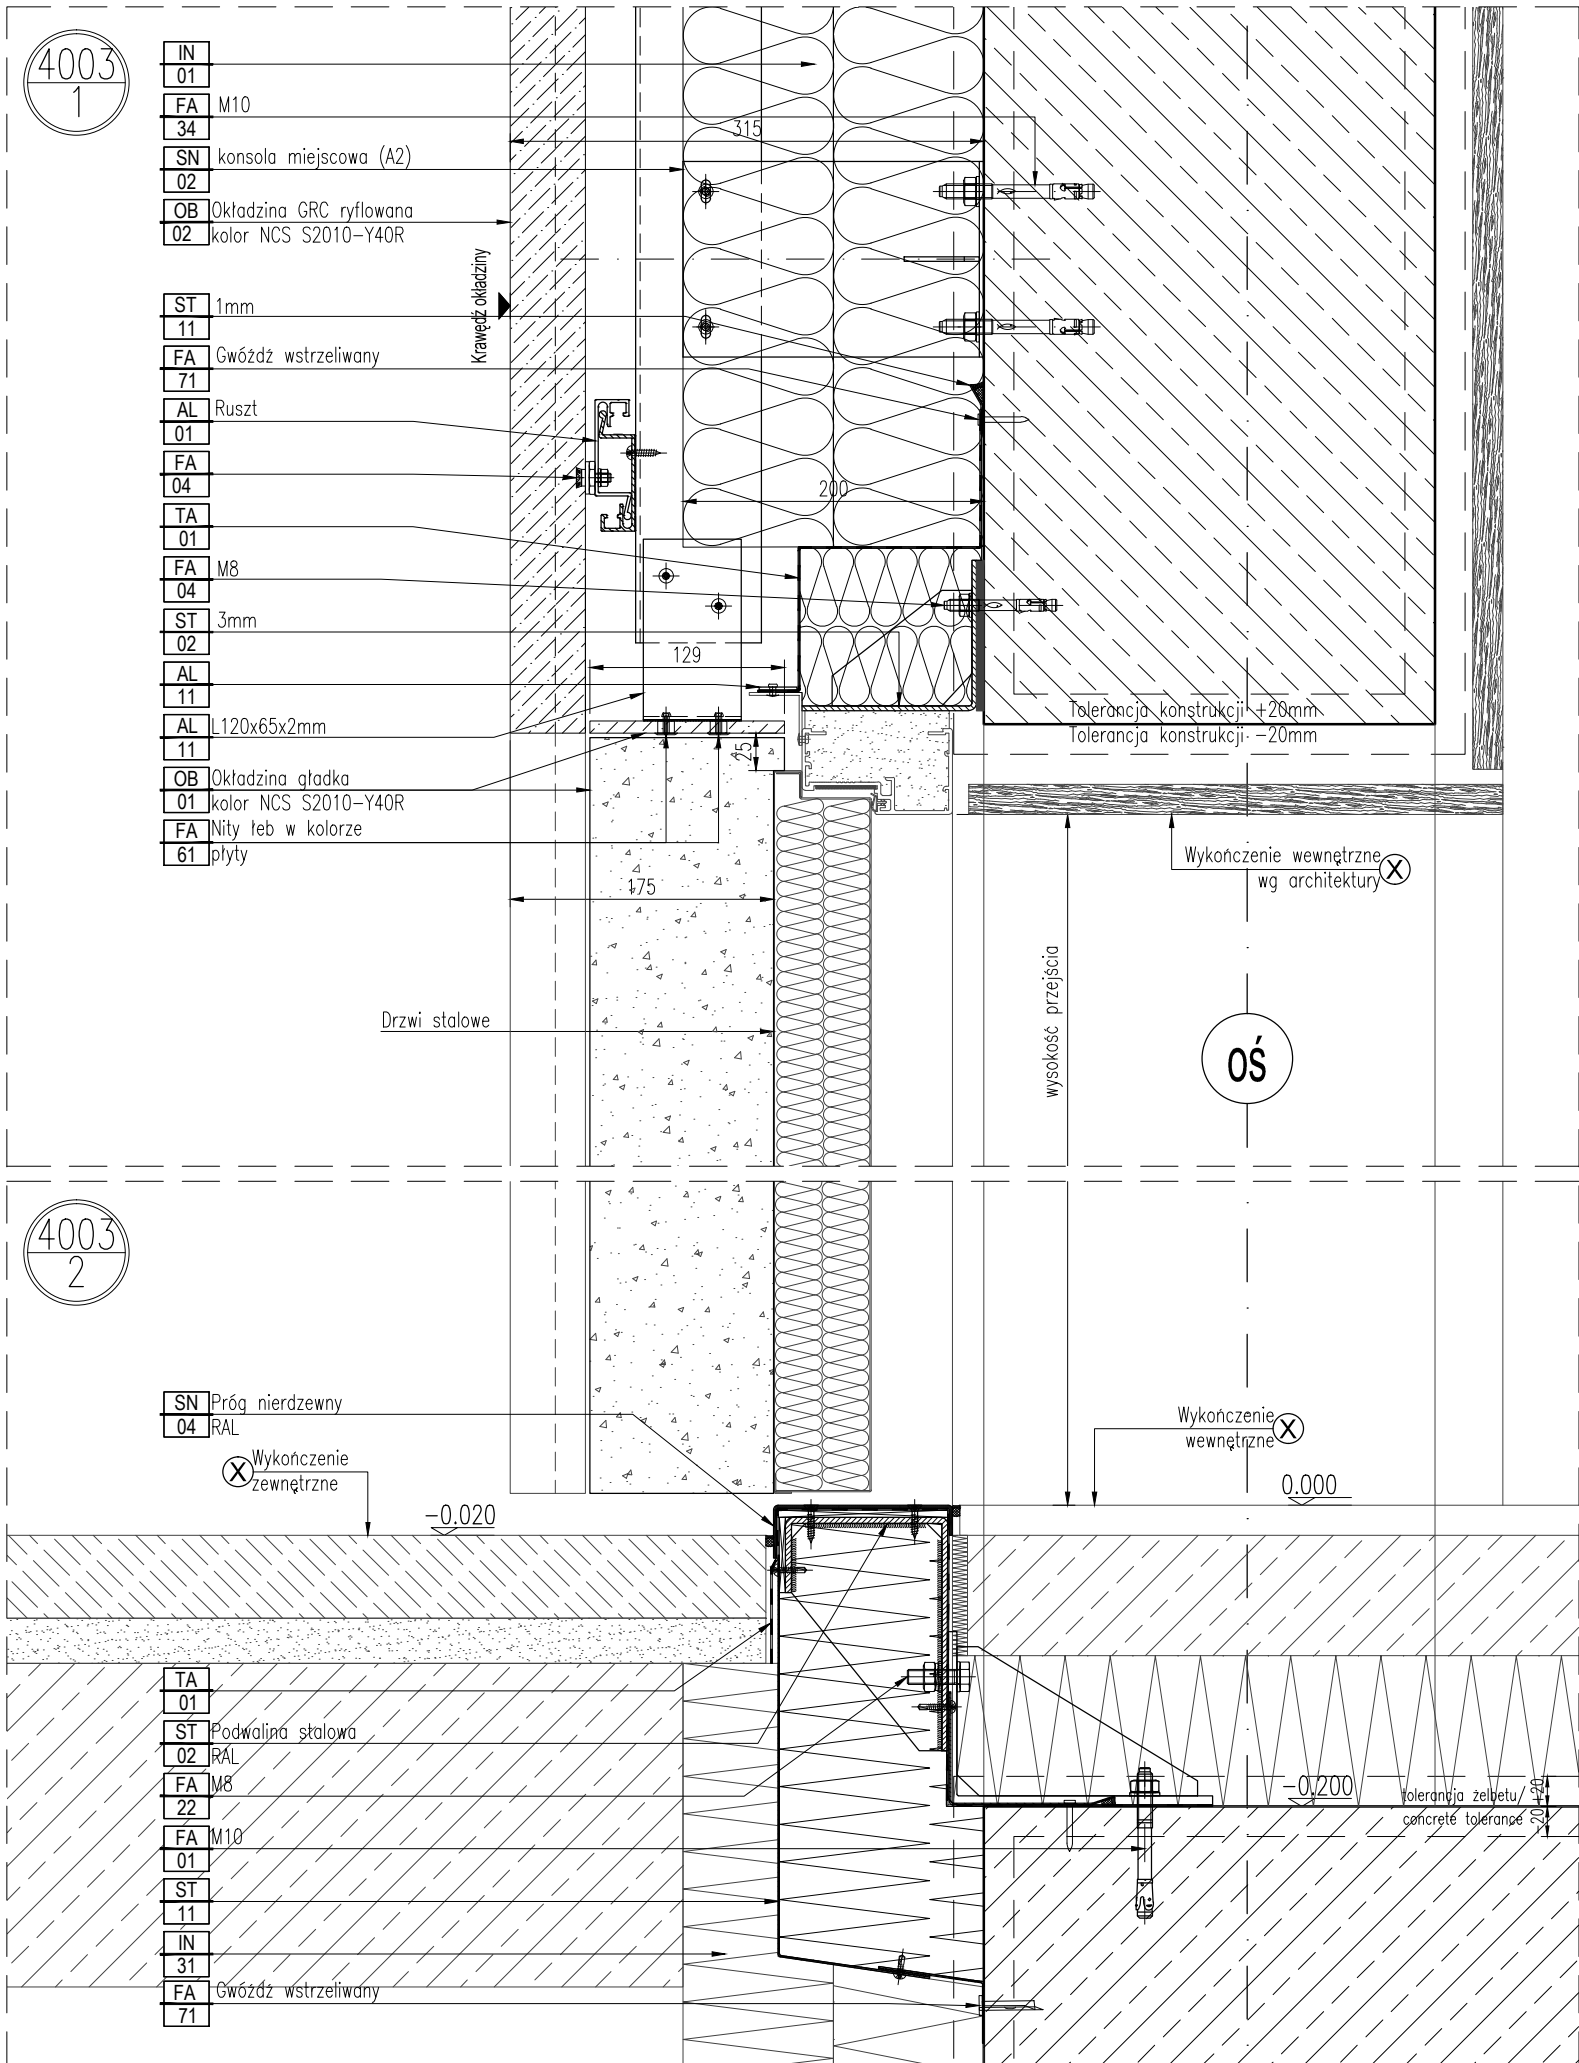 4003
1
IN
01
FA M10
34
SN konsola miejscowa (A2)
02
OB Okładzina GRC ryflowana
02 kolor NCS S2010-Y40R
ST 1mm
11
FA Gwóźdź wstrzeliwany
71
AL Ruszt
01
FA
04
TA
01
FA M8
04
ST 3mm
02
AL
11
AL L120x65x2mm
11
OB Okładzina gładka
01 kolor NCS S2010-Y40R
FA Nity łeb w kolorze
61 płyty
Krawędź okładziny
315
200
129
25
175
Tolerancja konstrukcji +20mm
Tolerancja konstrukcji -20mm
Wykończenie wewnętrzne X
wg architektury
wysokość przejścia
Drzwi stalowe
OŚ
4003
2
SN Próg nierdzewny
04 RAL
X Wykończenie
zewnętrzne
-0.020
Wykończenie X
wewnętrzne
0.000
TA
01
ST Podwalina stalowa
02 RAL
FA M8
22
FA M10
01
ST
11
IN
31
FA Gwóźdź wstrzeliwany
71
-0.200
tolerancja żelbetu/
concrete tolerance
-20 +20